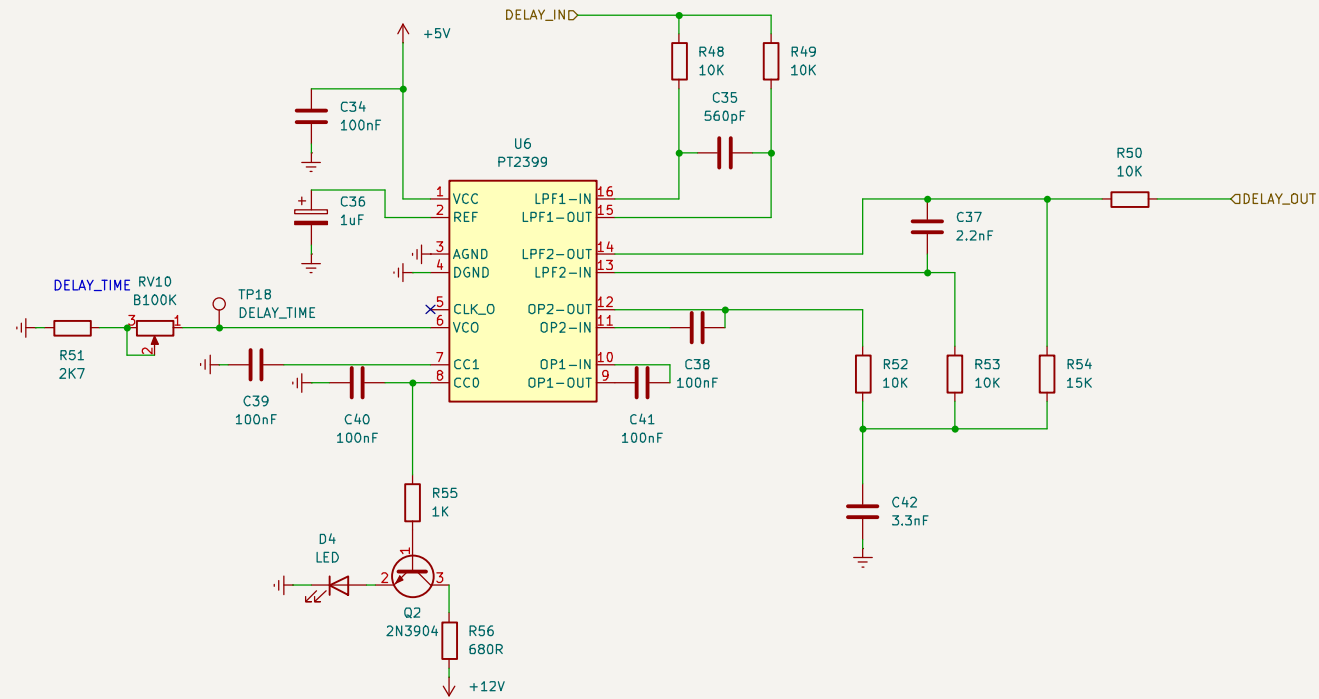 DELAY_IN
+5V
R48
10K
R49
10K
C35
560pF
C34
100nF
U6
PT2399
R50
10K
DELAY_OUT
1 VCC LPF1-IN 16
2 REF LPF1-OUT 15
3 AGND LPF2-OUT 14
4 DGND LPF2-IN 13
5 CLK_O OP2-OUT 12
6 VCO OP2-IN 11
7 CC1 OP1-IN 10
8 CC0 OP1-OUT 9
+
C36
1uF
C37
2.2nF
DELAY_TIME
RV10
B100K
3 1
2
TP18
DELAY_TIME
R51
2K7
C39
100nF
C40
100nF
C38
100nF
C41
100nF
R52
10K
R53
10K
R54
15K
R55
1K
C42
3.3nF
D4
LED
1
2 3
Q2
2N3904
R56
680R
+12V